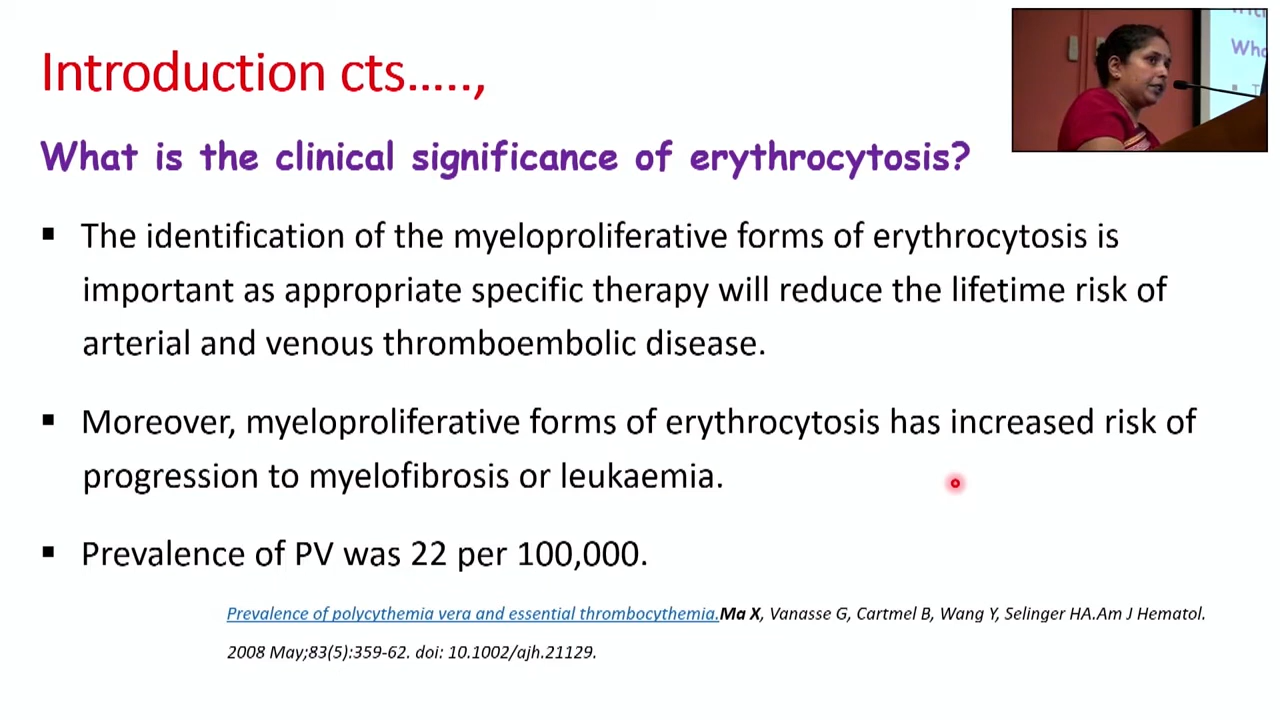 Introduction cts.....,
What is the clinical significance of erythrocytosis?
▪ The identification of the myeloproliferative forms of erythrocytosis is
important as appropriate specific therapy will reduce the lifetime risk of
arterial and venous thromboembolic disease.
▪ Moreover, myeloproliferative forms of erythrocytosis has increased risk of
progression to myelofibrosis or leukaemia.
▪ Prevalence of PV was 22 per 100,000.
Prevalence of polycythemia vera and essential thrombocythemia.Ma X, Vanasse G, Cartmel B, Wang Y, Selinger HA.Am J Hematol.
2008 May;83(5):359-62. doi: 10.1002/ajh.21129.